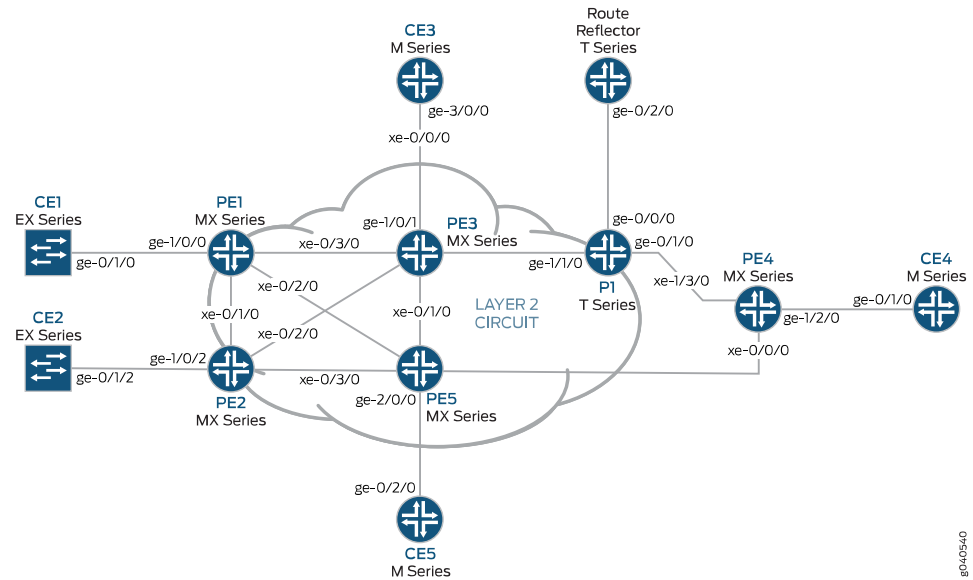 CE3
M Series
Route
Reflector
T Series
ge-3/0/0
ge-0/2/0
xe-0/0/0
CE1
EX Series
PE1
MX Series
ge-1/0/1
PE3
MX Series
ge-0/0/0
ge-1/0/0
xe-0/3/0
ge-0/1/0
ge-0/1/0
ge-1/1/0
PE4
MX Series
CE4
M Series
xe-0/2/0
P1
T Series
xe-1/3/0
CE2
EX Series
xe-0/1/0
xe-0/2/0
xe-0/1/0
LAYER 2
CIRCUIT
ge-0/1/0
ge-1/2/0
ge-1/0/2
xe-0/0/0
ge-0/1/2
xe-0/3/0
PE2
MX Series
ge-2/0/0
PE5
MX Series
ge-0/2/0
CE5
M Series
g040540